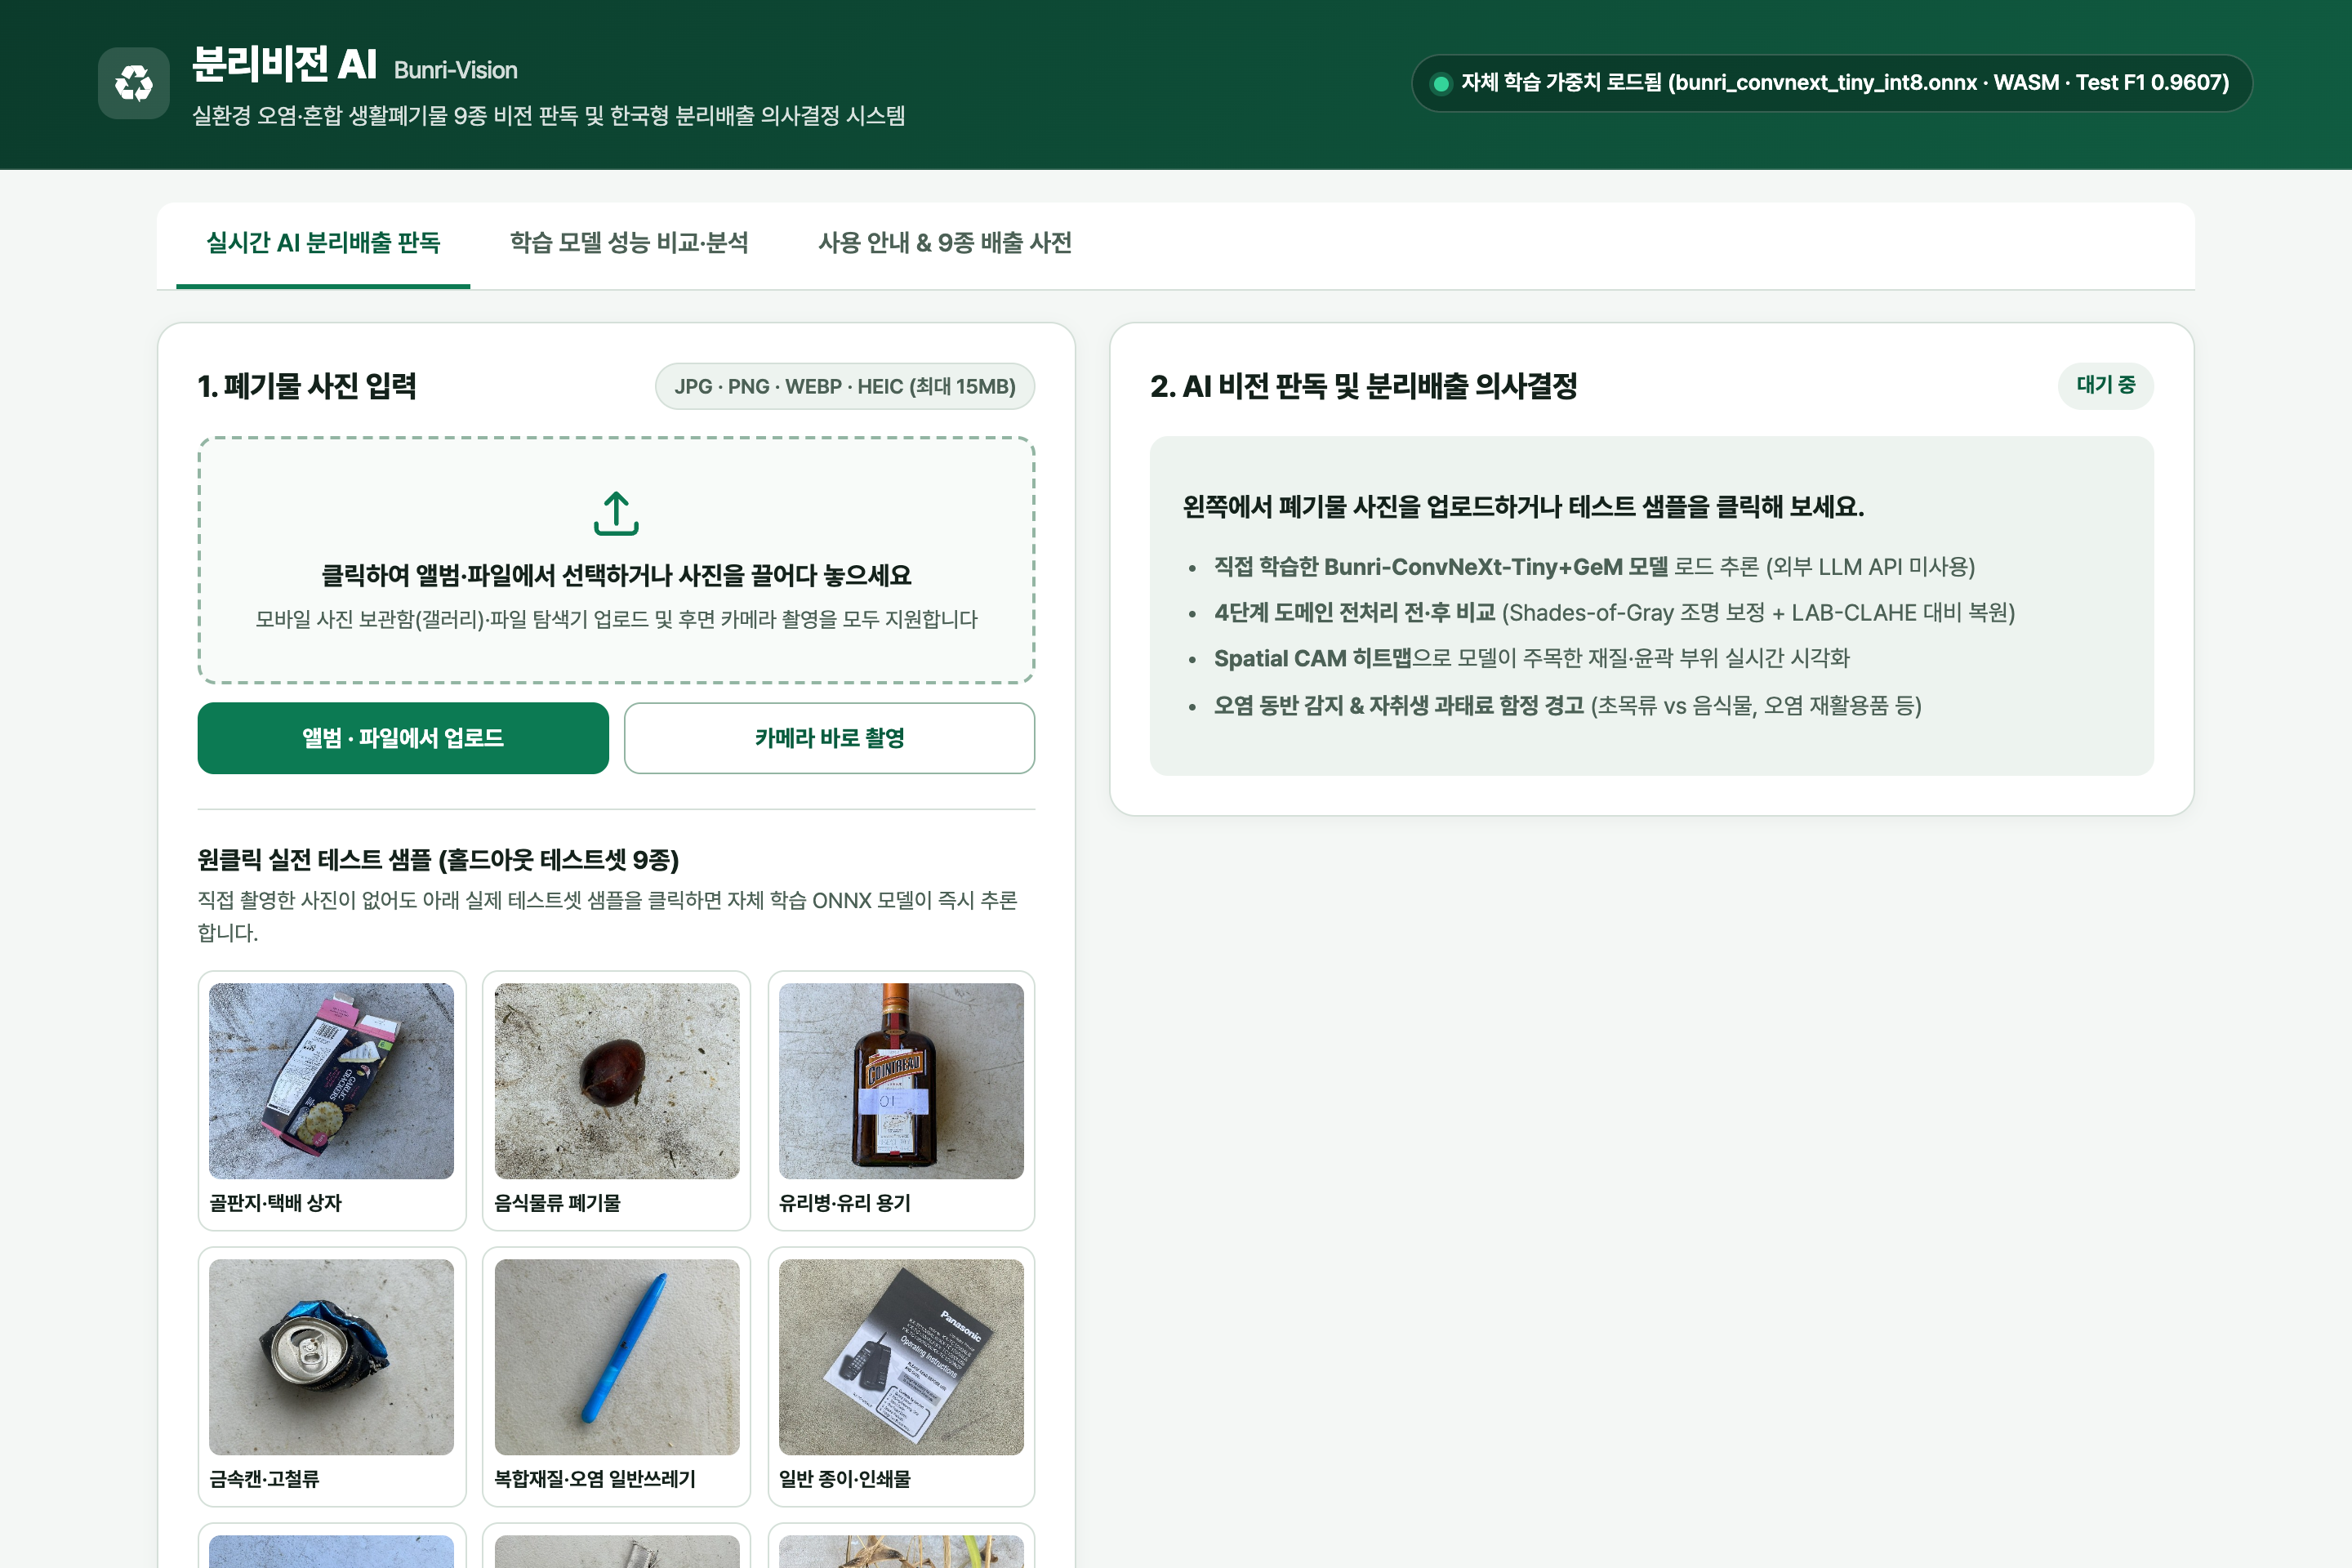 분리비전 AI Bunri-Vision
실환경 오염·혼합 생활폐기물 9종 비전 판독 및 한국형 분리배출 의사결정 시스템
자체 학습 가중치 로드됨 (bunri_convnext_tiny_int8.onnx · WASM · Test F1 0.9607)
실시간 AI 분리배출 판독
학습 모델 성능 비교·분석
사용 안내 & 9종 배출 사전
1. 폐기물 사진 입력
JPG · PNG · WEBP · HEIC (최대 15MB)
클릭하여 앨범·파일에서 선택하거나 사진을 끌어다 놓으세요
모바일 사진 보관함(갤러리)·파일 탐색기 업로드 및 후면 카메라 촬영을 모두 지원합니다
앨범 · 파일에서 업로드
카메라 바로 촬영
원클릭 실전 테스트 샘플 (홀드아웃 테스트셋 9종)
직접 촬영한 사진이 없어도 아래 실제 테스트셋 샘플을 클릭하면 자체 학습 ONNX 모델이 즉시 추론
합니다.
GARLIC
CRACKERS
COINTREAU
01
골판지·택배 상자
음식물류 폐기물
유리병·유리 용기
Panasonic
Operating Instructions
금속캔·고철류
복합재질·오염 일반쓰레기
일반 종이·인쇄물
2. AI 비전 판독 및 분리배출 의사결정
대기 중
왼쪽에서 폐기물 사진을 업로드하거나 테스트 샘플을 클릭해 보세요.
• 직접 학습한 Bunri-ConvNeXt-Tiny+GeM 모델 로드 추론 (외부 LLM API 미사용)
• 4단계 도메인 전처리 전·후 비교 (Shades-of-Gray 조명 보정 + LAB-CLAHE 대비 복원)
• Spatial CAM 히트맵으로 모델이 주목한 재질·윤곽 부위 실시간 시각화
• 오염 동반 감지 & 자취생 과태료 함정 경고 (초목류 vs 음식물, 오염 재활용품 등)